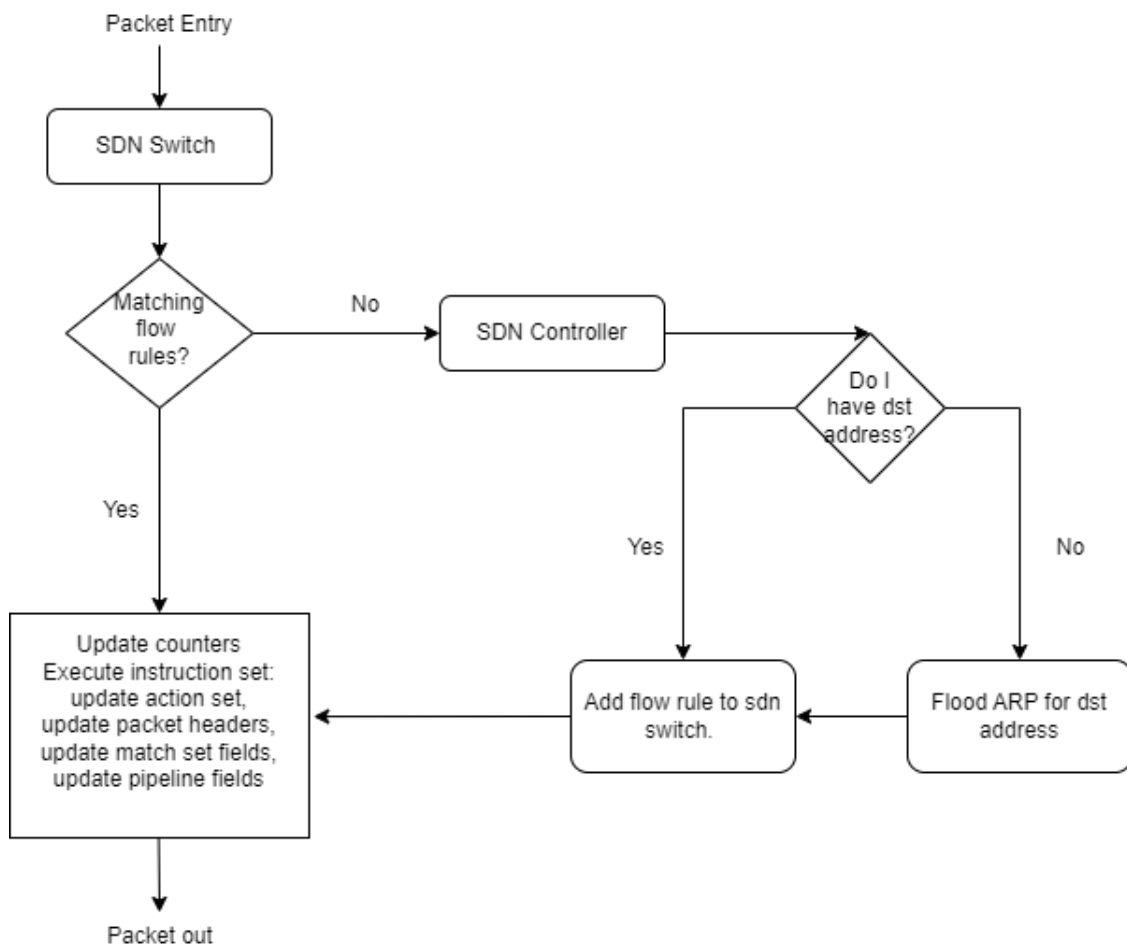 Packet Entry
SDN Switch
Matching
flow
rules?
No
SDN Controller
Do I
have dst
address?
Yes
Yes
No
Update counters
Execute instruction set:
update action set,
update packet headers,
update match set fields,
update pipeline fields
Add flow rule to sdn
switch.
Flood ARP for dst
address
Packet out